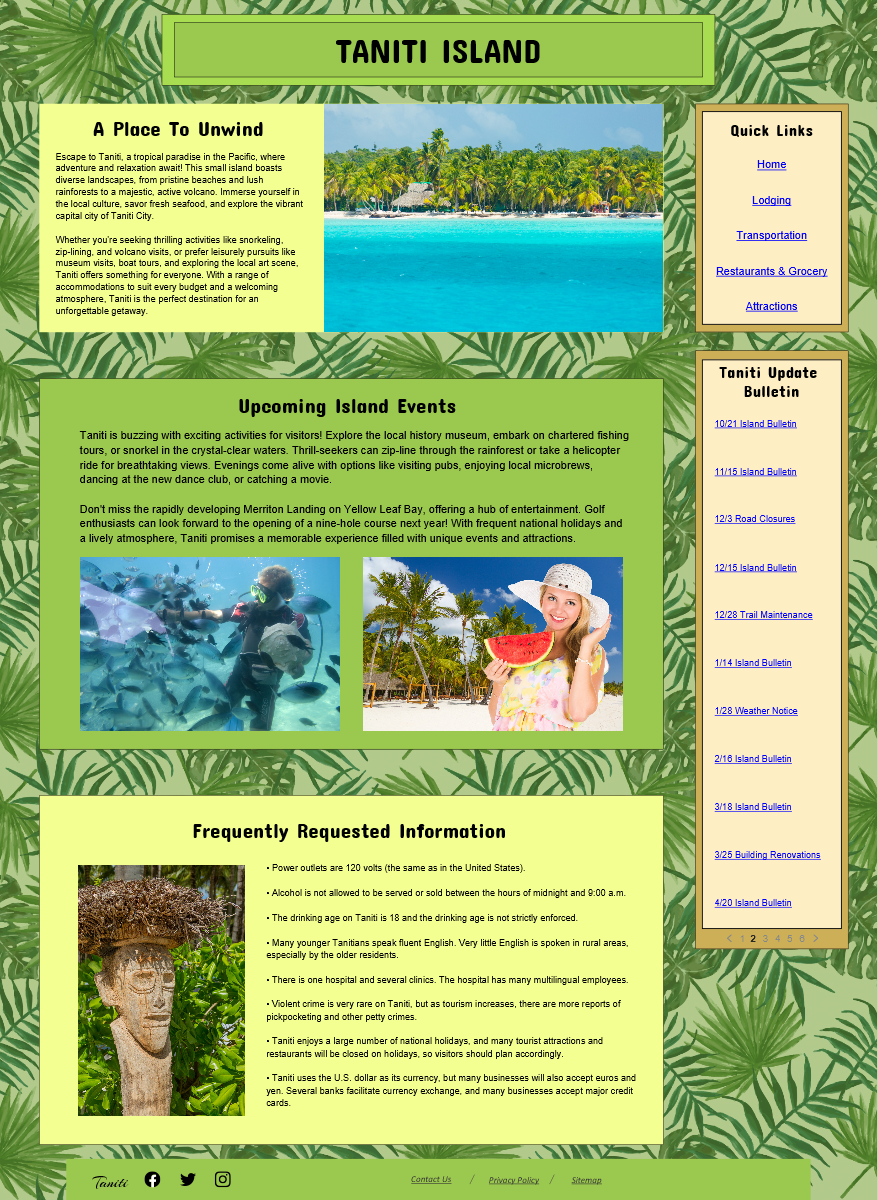 TANITI ISLAND
A Place To Unwind
Escape to Taniti, a tropical paradise in the Pacific, where
adventure and relaxation await! This small island boasts
diverse landscapes, from pristine beaches and lush
rainforests to a majestic, active volcano. Immerse yourself in
the local culture, savor fresh seafood, and explore the vibrant
capital city of Taniti City.
Whether you're seeking thrilling activities like snorkeling,
zip-lining, and volcano visits, or prefer leisurely pursuits like
museum visits, boat tours, and exploring the local art scene,
Taniti offers something for everyone. With a range of
accommodations to suit every budget and a welcoming
atmosphere, Taniti is the perfect destination for an
unforgettable getaway.
Quick Links
Home
Lodging
Transportation
Restaurants & Grocery
Attractions
Upcoming Island Events
Taniti is buzzing with exciting activities for visitors! Explore the local history museum, embark on chartered fishing
tours, or snorkel in the crystal-clear waters. Thrill-seekers can zip-line through the rainforest or take a helicopter
ride for breathtaking views. Evenings come alive with options like visiting pubs, enjoying local microbrews,
dancing at the new dance club, or catching a movie.
Don't miss the rapidly developing Merriton Landing on Yellow Leaf Bay, offering a hub of entertainment. Golf
enthusiasts can look forward to the opening of a nine-hole course next year! With frequent national holidays and
a lively atmosphere, Taniti promises a memorable experience filled with unique events and attractions.
Taniti Update
Bulletin
10/21 Island Bulletin
11/15 Island Bulletin
12/3 Road Closures
12/15 Island Bulletin
12/28 Trail Maintenance
1/14 Island Bulletin
1/28 Weather Notice
2/16 Island Bulletin
3/18 Island Bulletin
3/25 Building Renovations
4/20 Island Bulletin
< 1 2 3 4 5 6 >
Frequently Requested Information
• Power outlets are 120 volts (the same as in the United States).
• Alcohol is not allowed to be served or sold between the hours of midnight and 9:00 a.m.
• The drinking age on Taniti is 18 and the drinking age is not strictly enforced.
• Many younger Tanitians speak fluent English. Very little English is spoken in rural areas,
especially by the older residents.
• There is one hospital and several clinics. The hospital has many multilingual employees.
• Violent crime is very rare on Taniti, but as tourism increases, there are more reports of
pickpocketing and other petty crimes.
• Taniti enjoys a large number of national holidays, and many tourist attractions and
restaurants will be closed on holidays, so visitors should plan accordingly.
• Taniti uses the U.S. dollar as its currency, but many businesses will also accept euros and
yen. Several banks facilitate currency exchange, and many businesses accept major credit
cards.
Taniti
Contact Us / Privacy Policy / Sitemap